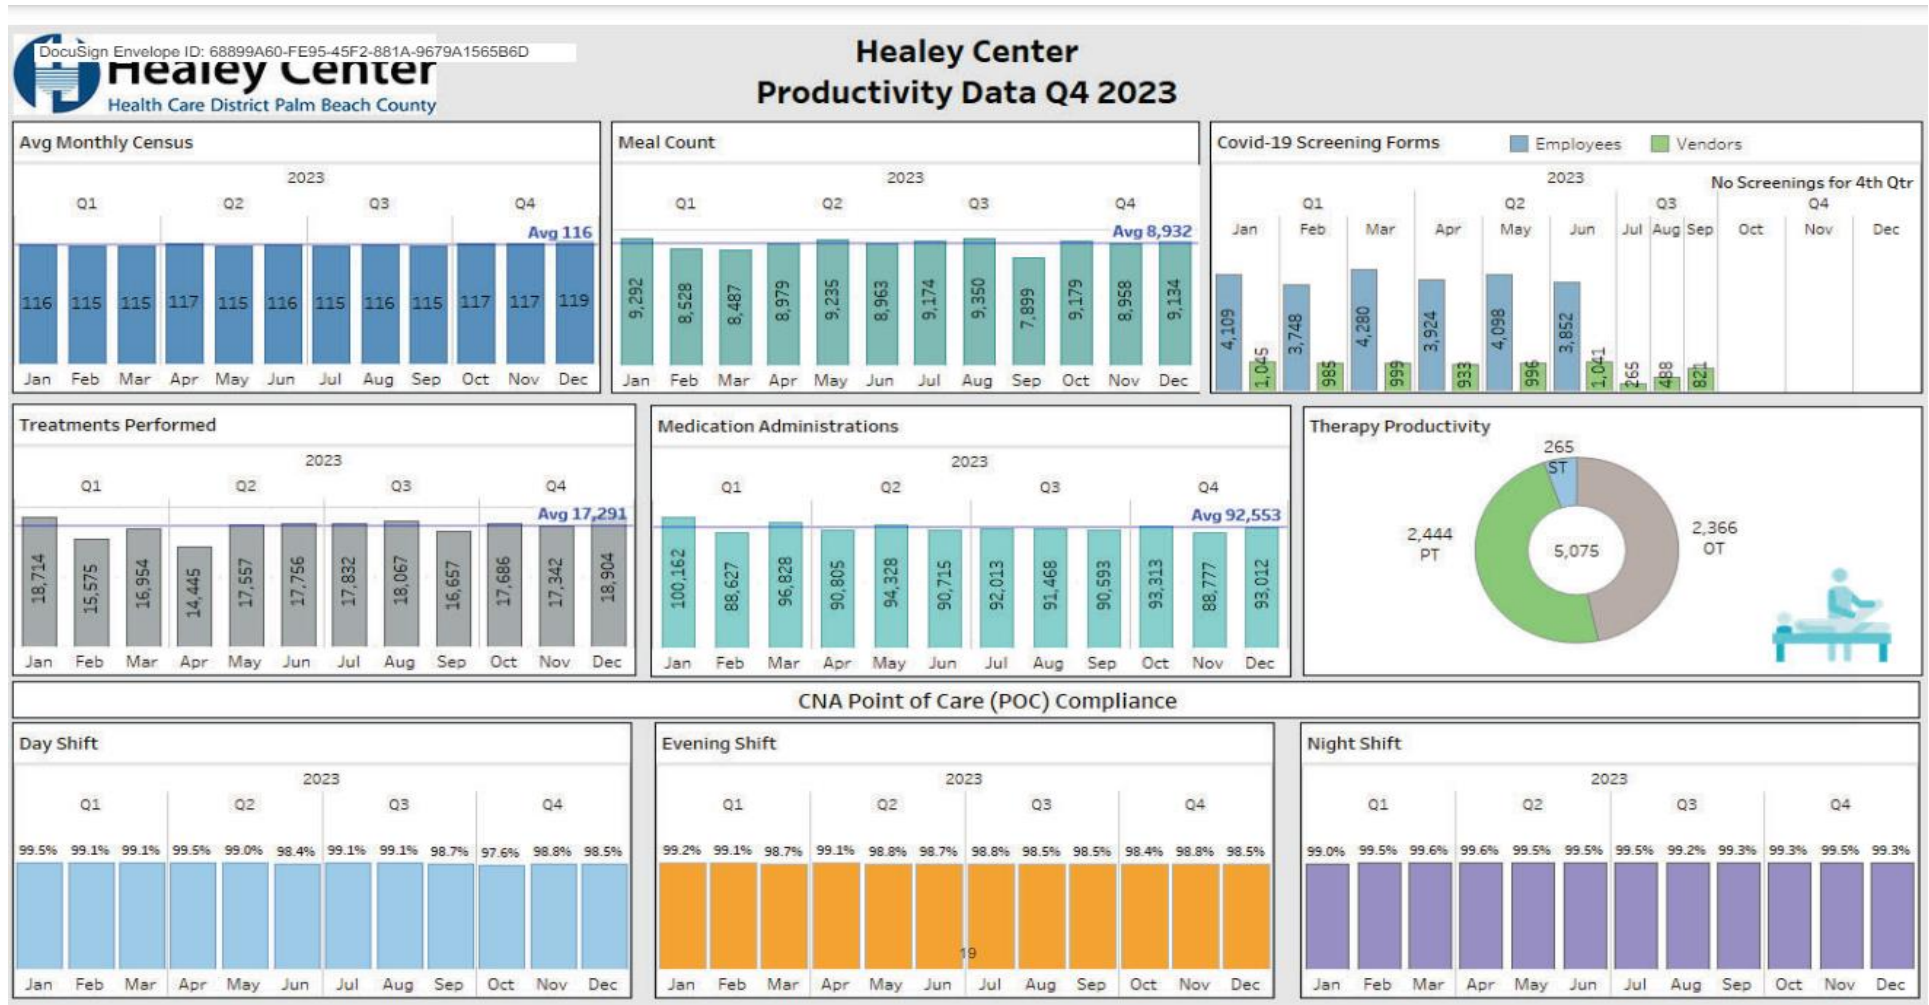 DocuSign Envelope ID: 68899A60-FE95-45F2-881A-9679A1565B6D
Healey Center
Health Care District Palm Beach County
Healey Center
Productivity Data Q4 2023
Avg Monthly Census
2023
Q1 Q2 Q3 Q4
Avg 116
116 115 115 117 115 116 115 116 115 117 117 119
Jan Feb Mar Apr May Jun Jul Aug Sep Oct Nov Dec
Meal Count
2023
Q1 Q2 Q3 Q4
Avg 8,932
9,292 8,528 8,487 8,979 9,235 8,963 9,174 9,350 7,899 9,179 8,958 9,134
Jan Feb Mar Apr May Jun Jul Aug Sep Oct Nov Dec
Covid-19 Screening Forms Employees Vendors
2023 No Screenings for 4th Qtr
Q1 Q2 Q3 Q4
Jan Feb Mar Apr May Jun Jul Aug Sep Oct Nov Dec
4,109 1,045 3,748 985 4,280 999 3,924 933 4,098 996 3,852 1,041 265 488 821
Treatments Performed
2023
Q1 Q2 Q3 Q4
Avg 17,291
18,714 15,575 16,954 14,445 17,557 17,756 17,832 18,067 16,657 17,686 17,342 18,904
Jan Feb Mar Apr May Jun Jul Aug Sep Oct Nov Dec
Medication Administrations
2023
Q1 Q2 Q3 Q4
Avg 92,553
100,162 88,627 96,828 90,805 94,328 90,715 92,013 91,468 90,593 93,313 88,777 93,012
Jan Feb Mar Apr May Jun Jul Aug Sep Oct Nov Dec
Therapy Productivity
265
ST
2,444
PT
5,075
2,366
OT
CNA Point of Care (POC) Compliance
Day Shift
2023
Q1 Q2 Q3 Q4
99.5% 99.1% 99.1% 99.5% 99.0% 98.4% 99.1% 99.1% 98.7% 97.6% 98.8% 98.5%
Jan Feb Mar Apr May Jun Jul Aug Sep Oct Nov Dec
Evening Shift
2023
Q1 Q2 Q3 Q4
99.2% 99.1% 98.7% 99.1% 98.8% 98.7% 98.8% 98.5% 98.5% 98.4% 98.8% 98.5%
19
Jan Feb Mar Apr May Jun Jul Aug Sep Oct Nov Dec
Night Shift
2023
Q1 Q2 Q3 Q4
99.0% 99.5% 99.6% 99.6% 99.5% 99.5% 99.5% 99.2% 99.3% 99.3% 99.5% 99.3%
Jan Feb Mar Apr May Jun Jul Aug Sep Oct Nov Dec